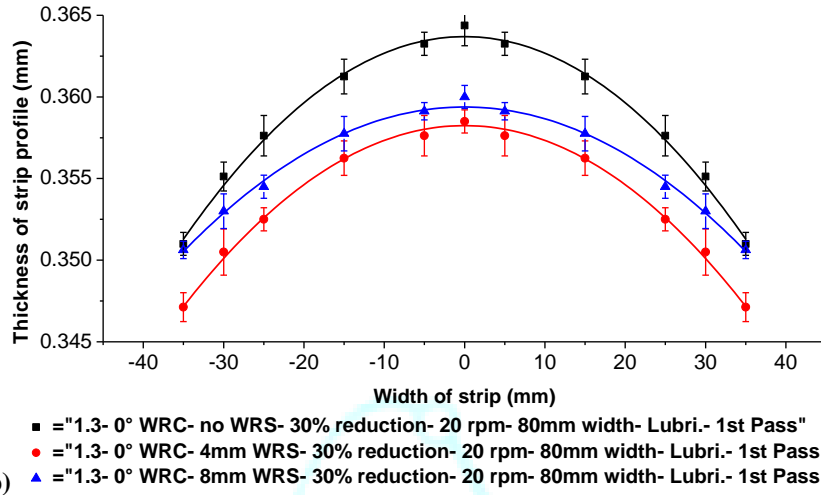 0.365
0.360
0.355
0.350
0.345
Thickness of strip profile (mm)
-40 -30 -20 -10 0 10 20 30 40
Width of strip (mm)
="1.3- 0° WRC- no WRS- 30% reduction- 20 rpm- 80mm width- Lubri.- 1st Pass"
="1.3- 0° WRC- 4mm WRS- 30% reduction- 20 rpm- 80mm width- Lubri.- 1st Pass
="1.3- 0° WRC- 8mm WRS- 30% reduction- 20 rpm- 80mm width- Lubri.- 1st Pass
)